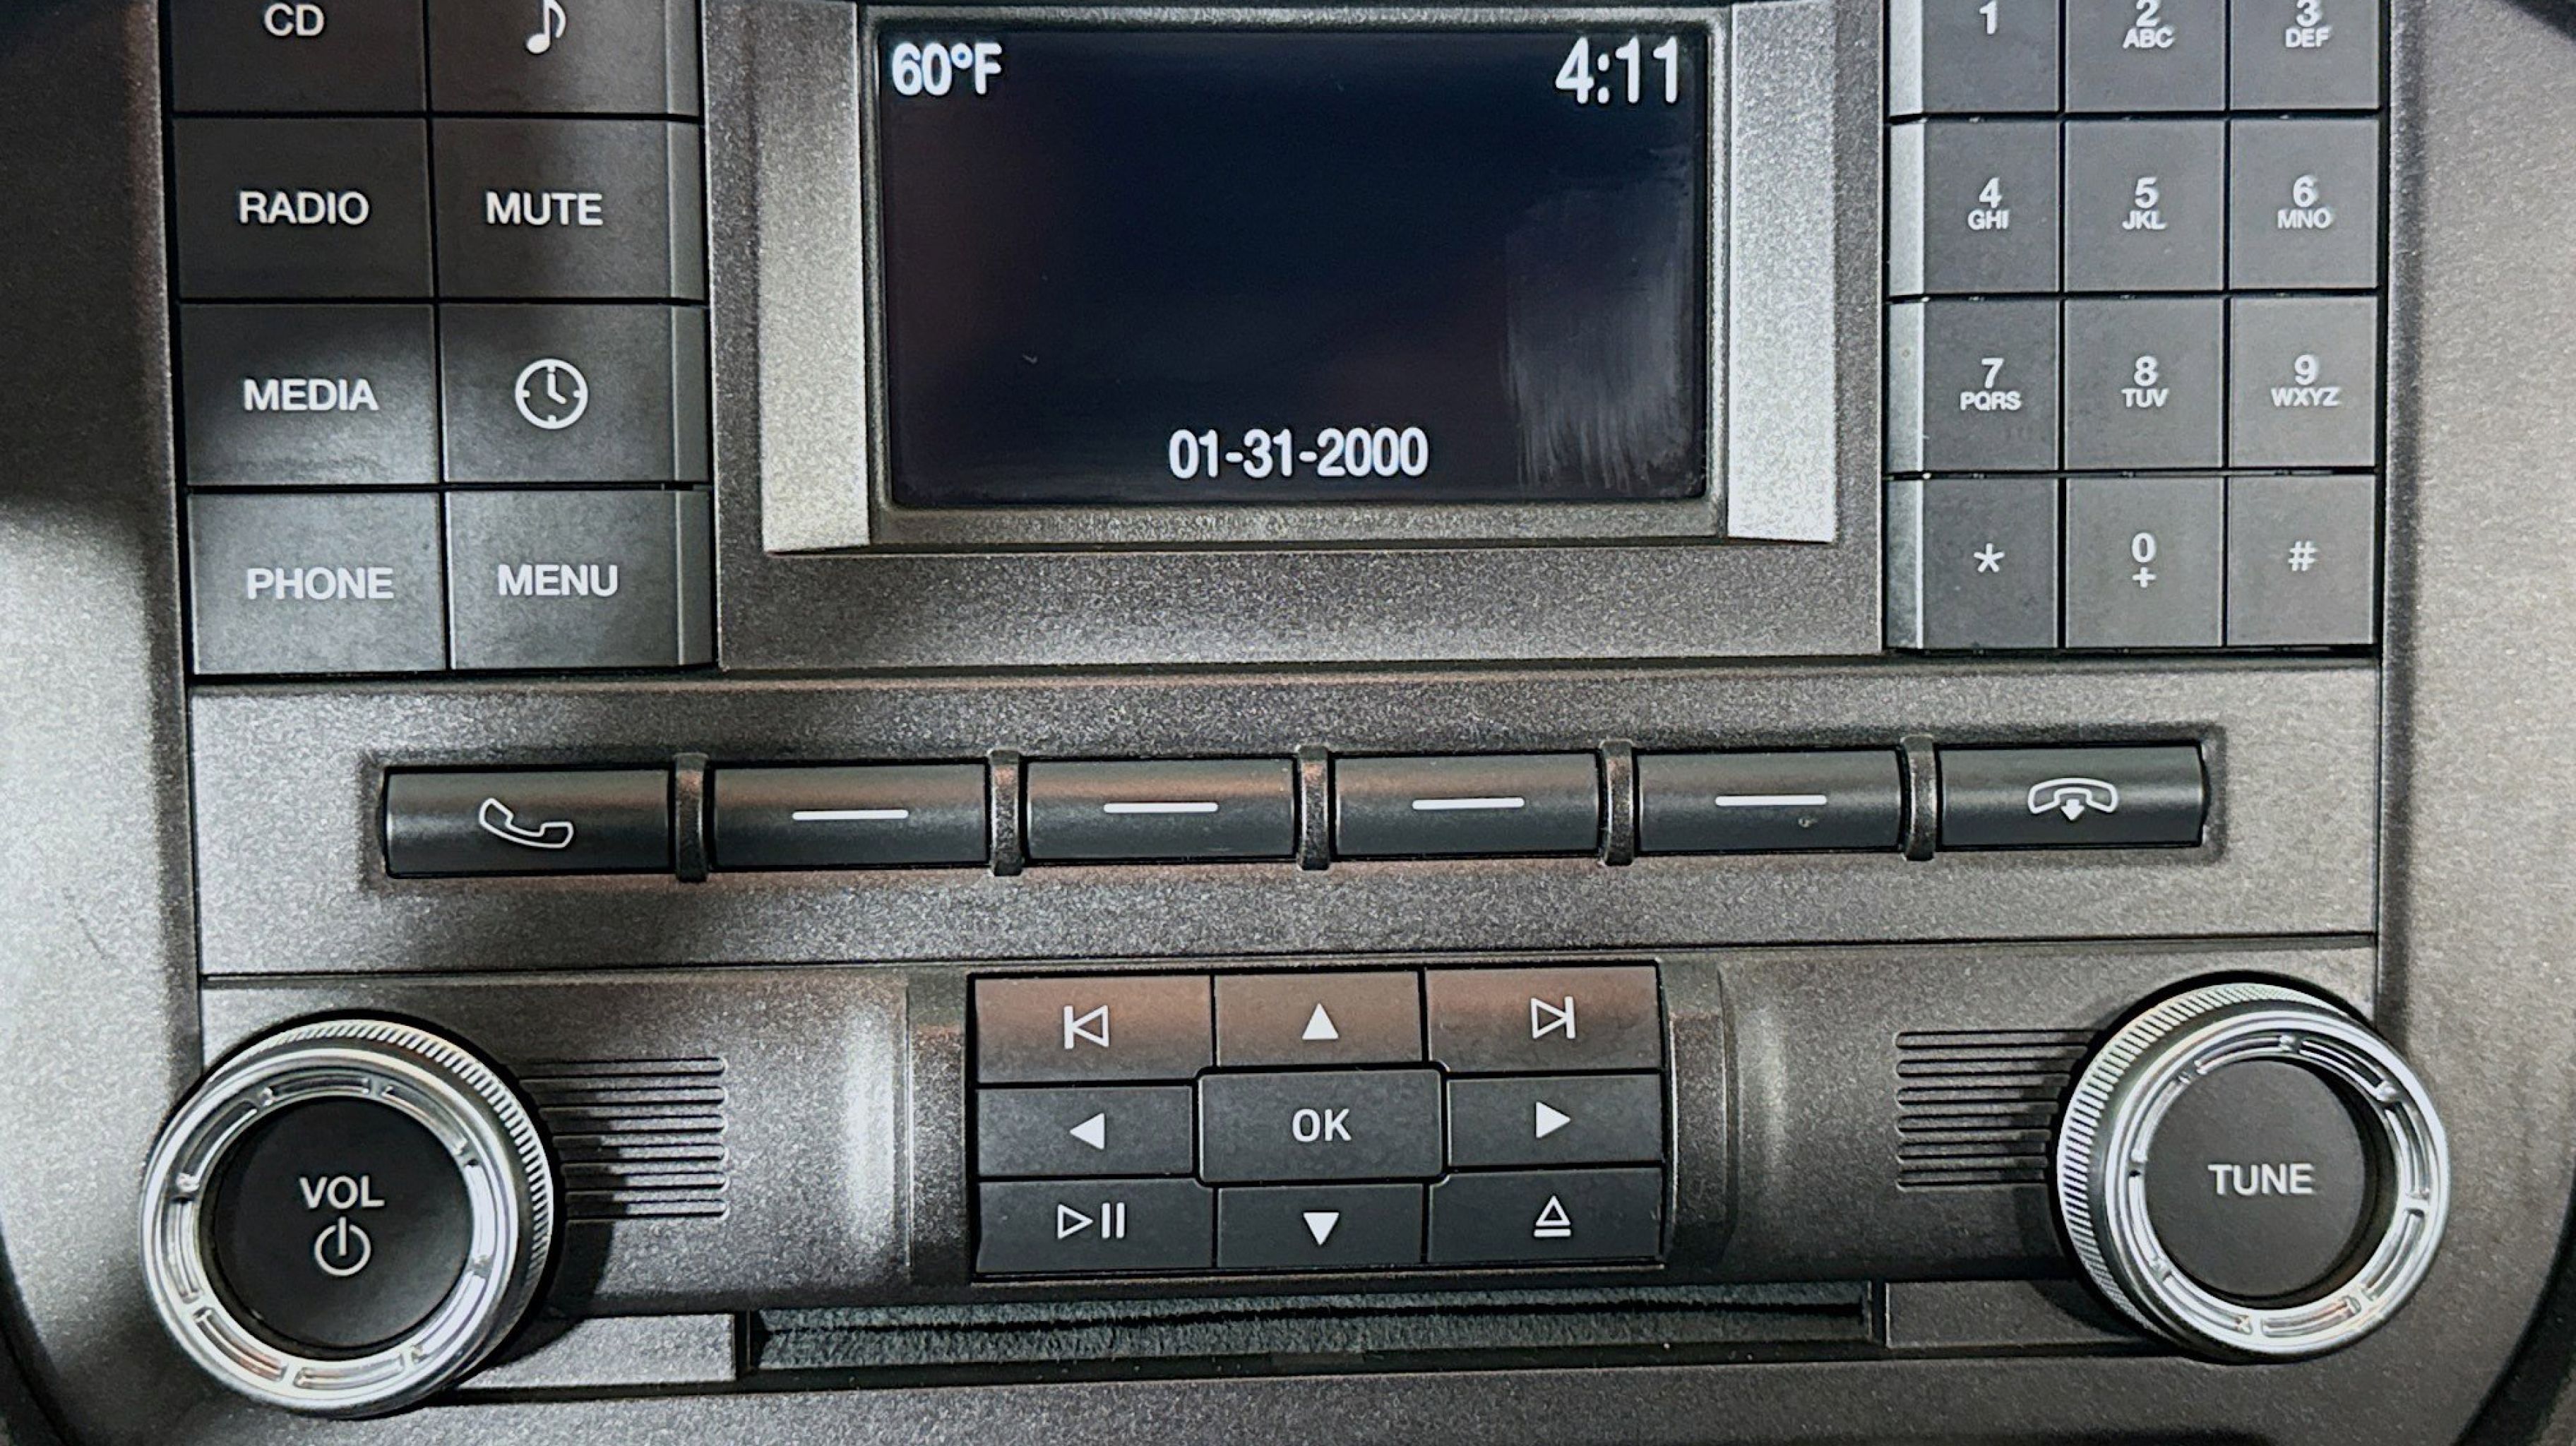 CD
60°F
4:11
1
2
ABC
3
DEF
RADIO
MUTE
4
GHI
5
JKL
6
MNO
MEDIA
7
PQRS
8
TUV
9
WXYZ
01-31-2000
PHONE
MENU
*
0
+
#
OK
VOL
TUNE